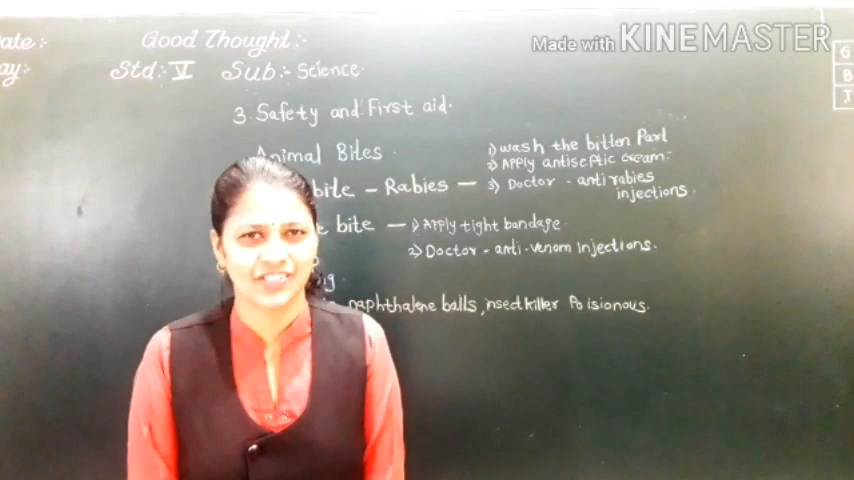 Made with KINEMASTER
ate:- Good Thought:-
ay:- Std:- V Sub:- Science.
G
B
T
3. Safety and First aid.
Animal Bites.
1) wash the bitten Part
2) Apply antiseptic cream.
bite - Rabies - 3) Doctor - anti rabies
injections.
bite - 1) Apply tight bandage
2) Doctor - anti-venom injections.
naphthalene balls, insect killer Poisionous.